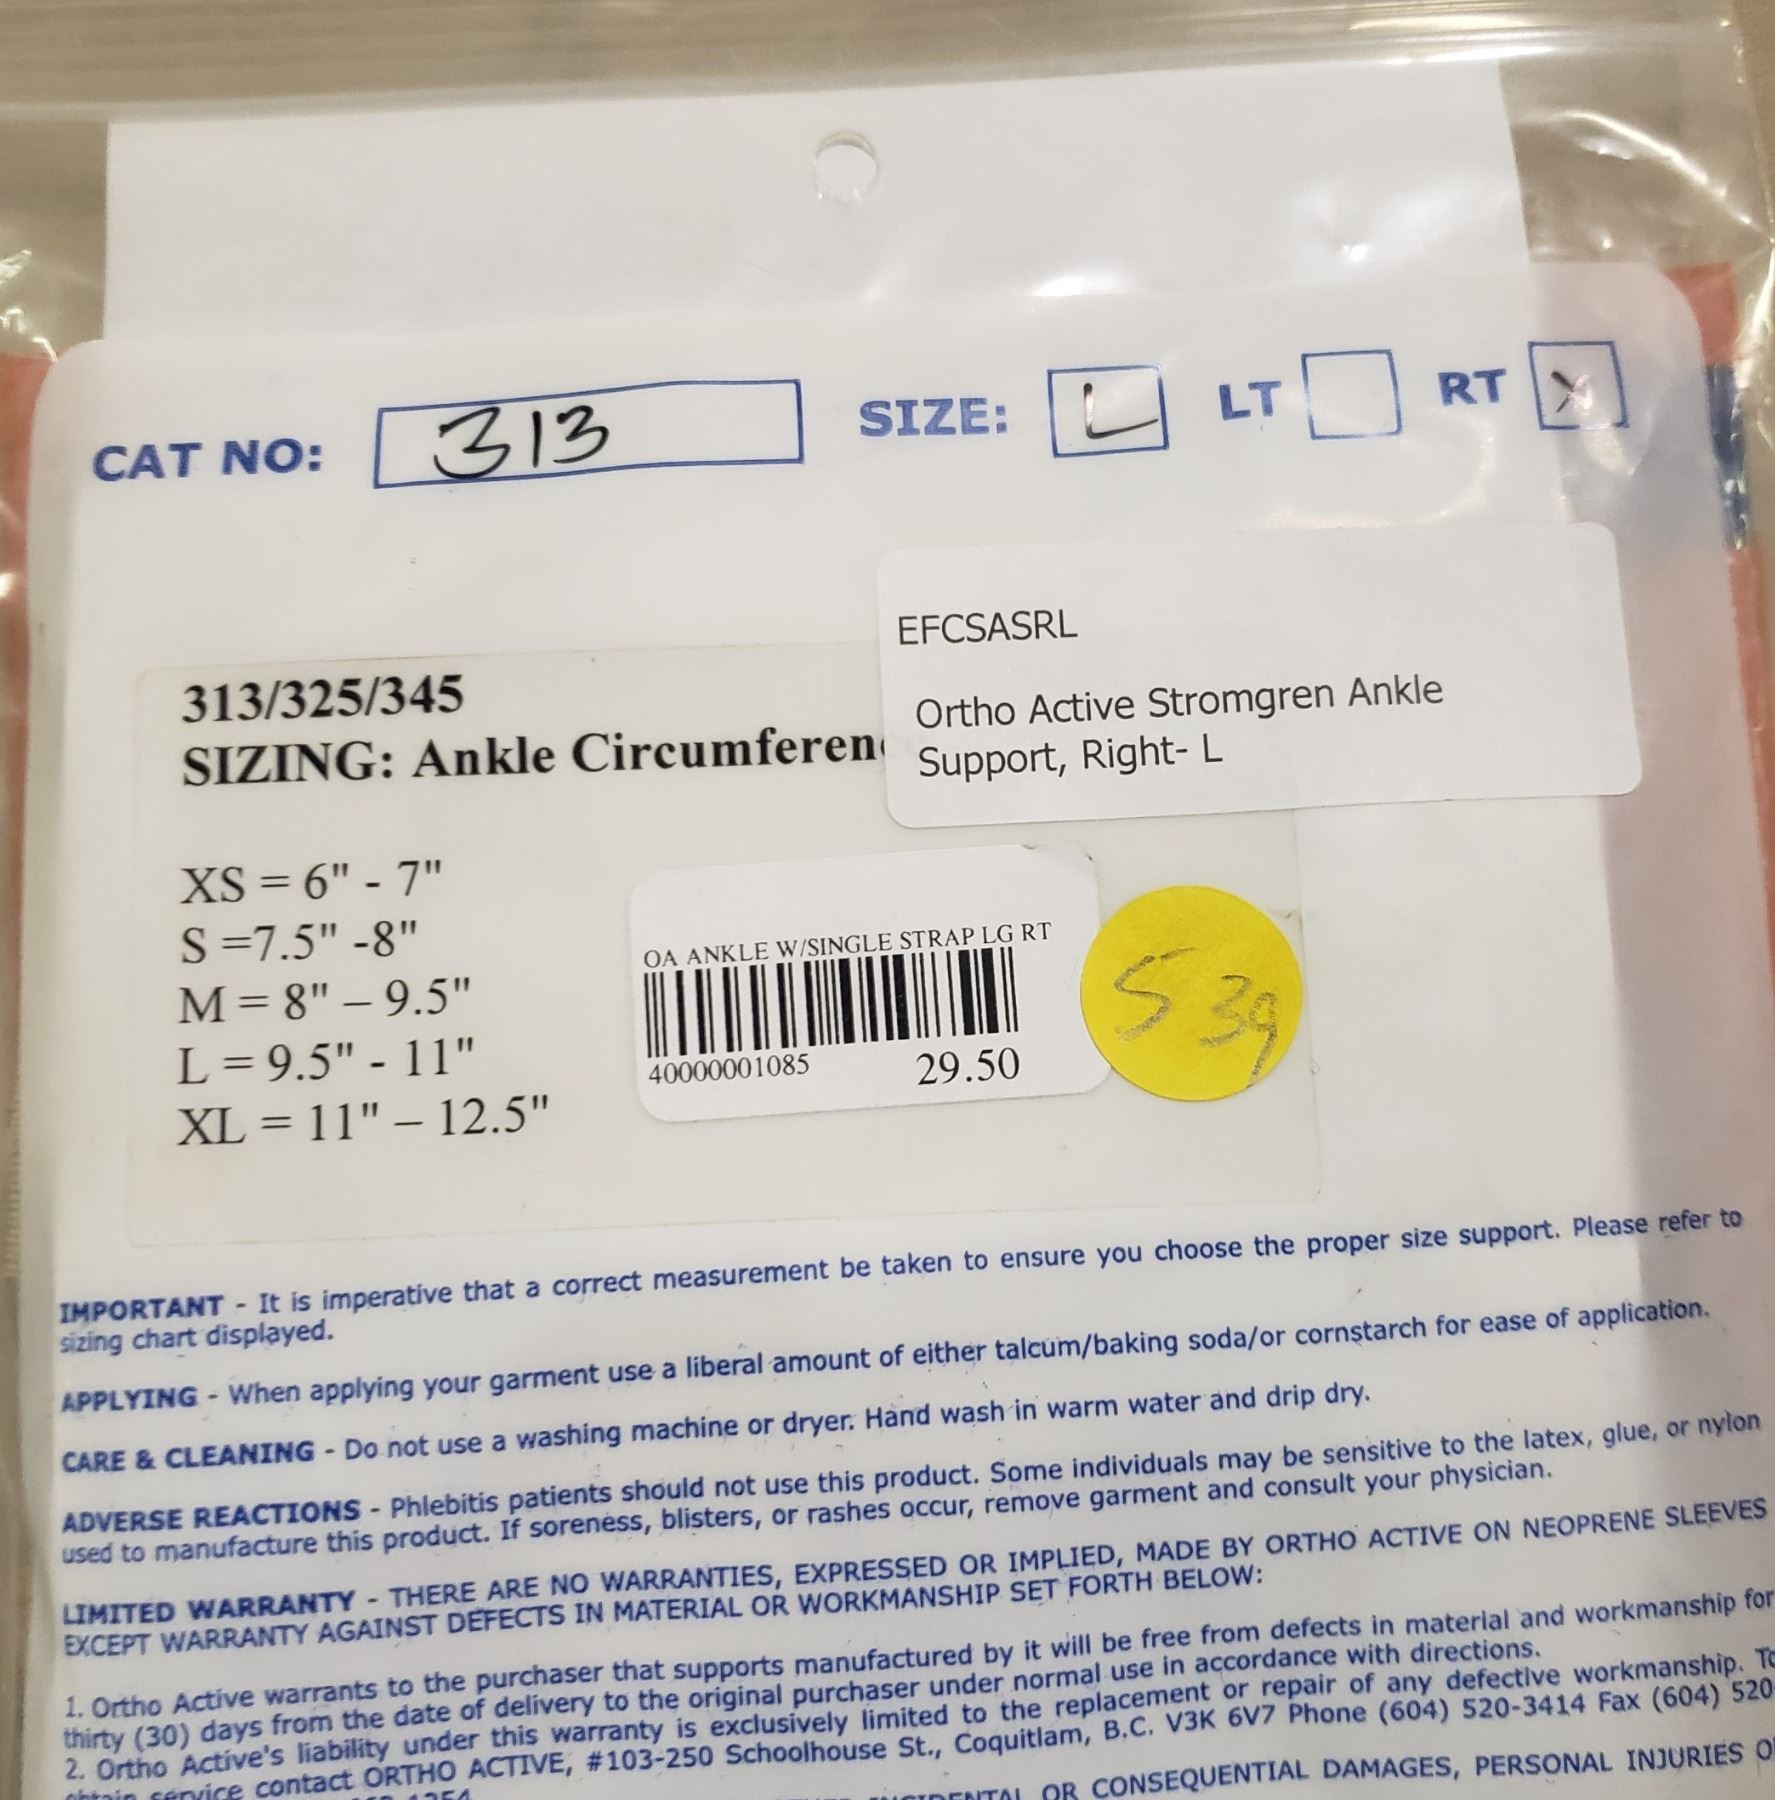 CAT NO: 313 SIZE: L LT RT X
EFCSASRL
Ortho Active Stromgren Ankle
Support, Right- L
313/325/345
SIZING: Ankle Circumferen
XS = 6" - 7"
S =7.5" -8"
M = 8" – 9.5"
L = 9.5" - 11"
XL = 11" – 12.5"
OA ANKLE W/SINGLE STRAP LG RT
40000001085 29.50
39
IMPORTANT - It is imperative that a correct measurement be taken to ensure you choose the proper size support. Please refer to
sizing chart displayed.
APPLYING - When applying your garment use a liberal amount of either talcum/baking soda/or cornstarch for ease of application.
CARE & CLEANING - Do not use a washing machine or dryer. Hand wash in warm water and drip dry.
ADVERSE REACTIONS - Phlebitis patients should not use this product. Some individuals may be sensitive to the latex, glue, or nylon
used to manufacture this product. If soreness, blisters, or rashes occur, remove garment and consult your physician.
LIMITED WARRANTY - THERE ARE NO WARRANTIES, EXPRESSED OR IMPLIED, MADE BY ORTHO ACTIVE ON NEOPRENE SLEEVES
EXCEPT WARRANTY AGAINST DEFECTS IN MATERIAL OR WORKMANSHIP SET FORTH BELOW:
1. Ortho Active warrants to the purchaser that supports manufactured by it will be free from defects in material and workmanship for
thirty (30) days from the date of delivery to the original purchaser under normal use in accordance with directions.
2. Ortho Active's liability under this warranty is exclusively limited to the replacement or repair of any defective workmanship. To
service contact ORTHO ACTIVE, #103-250 Schoolhouse St., Coquitlam, B.C. V3K 6V7 Phone (604) 520-3414 Fax (604) 520
OR CONSEQUENTIAL DAMAGES, PERSONAL INJURIES